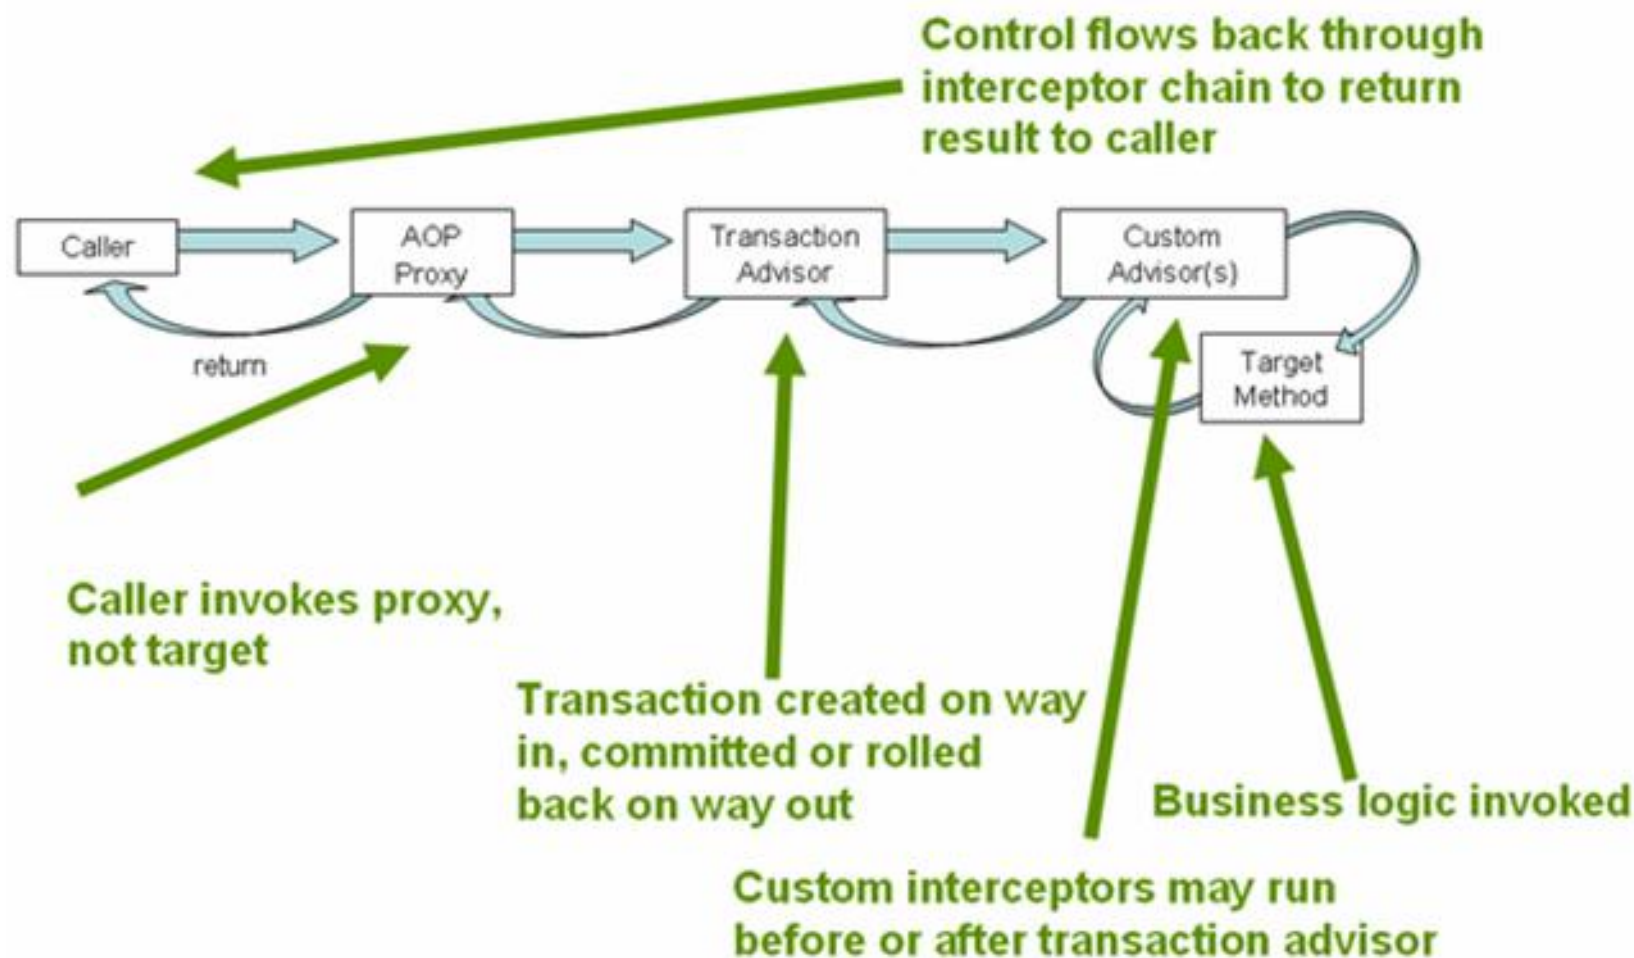 Control flows back through
interceptor chain to return
result to caller
Caller
AOP
Proxy
Transaction
Advisor
Custom
Advisor(s)
return
Target
Method
Caller invokes proxy,
not target
Transaction created on way
in, committed or rolled
back on way out
Business logic invoked
Custom interceptors may run
before or after transaction advisor